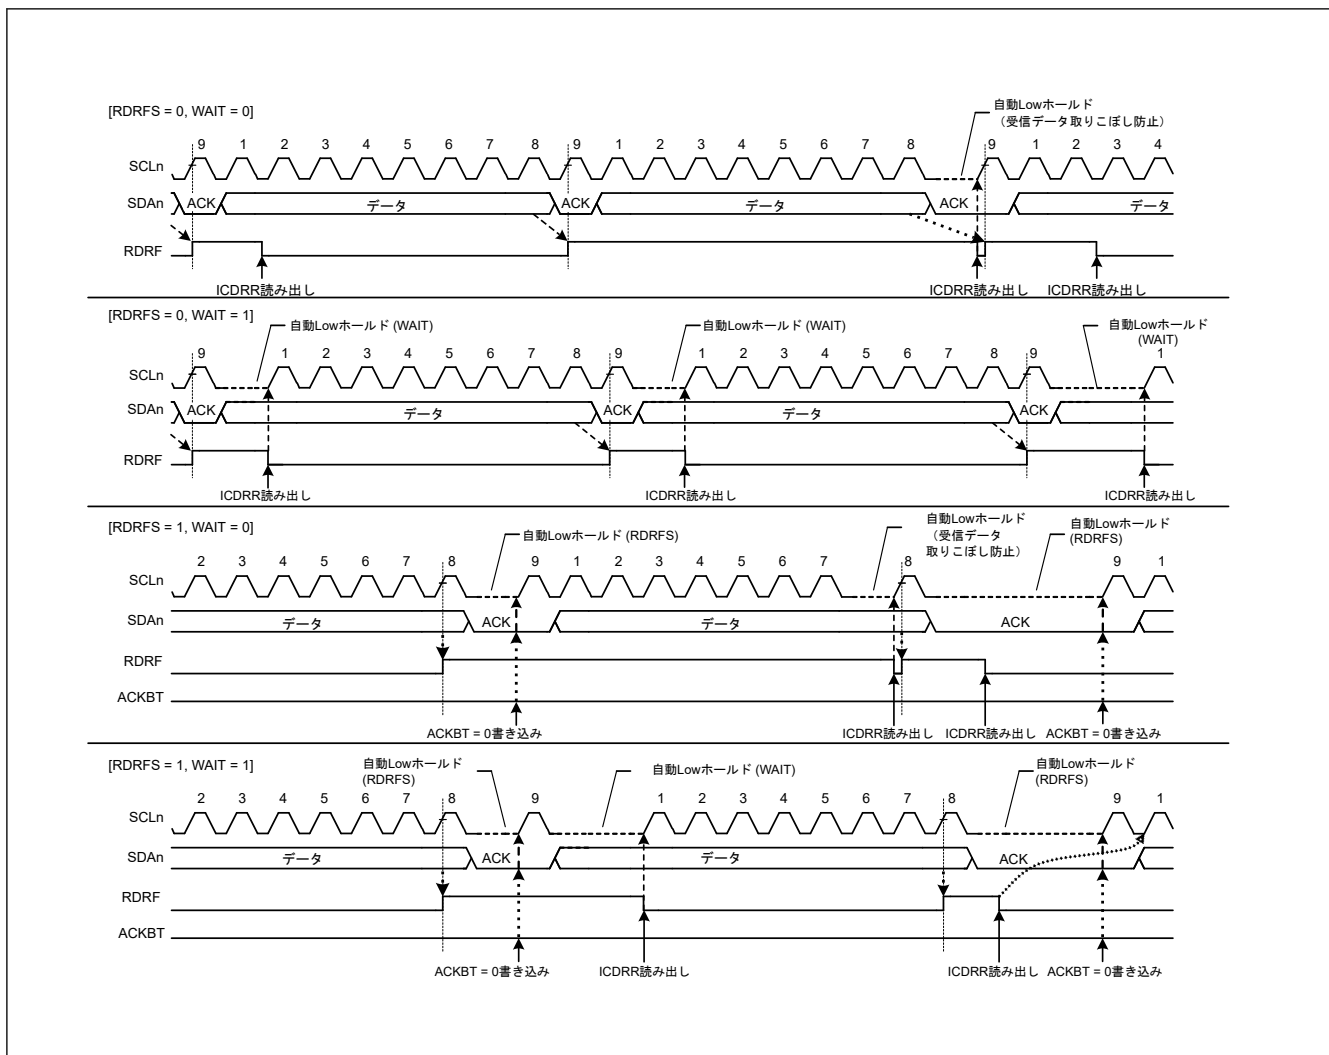 [RDRFS = 0, WAIT = 0]
自動Lowホールド
（受信データ取りこぼし防止）
9 1 2 3 4 5 6 7 8 9 1 2 3 4 5 6 7 8 9 1 2 3 4
SCLn
SDAn ACK データ ACK データ ACK データ
RDRF
ICDRR読み出し ICDRR読み出し ICDRR読み出し
[RDRFS = 0, WAIT = 1]
自動Lowホールド (WAIT) 自動Lowホールド (WAIT) 自動Lowホールド
(WAIT)
9 1 2 3 4 5 6 7 8 9 1 2 3 4 5 6 7 8 9 1
SCLn
SDAn ACK データ ACK データ ACK
RDRF
ICDRR読み出し ICDRR読み出し ICDRR読み出し
[RDRFS = 1, WAIT = 0]
自動Lowホールド (RDRFS)
自動Lowホールド
（受信データ
取りこぼし防止）
自動Lowホールド
(RDRFS)
2 3 4 5 6 7 8 9 1 2 3 4 5 6 7 8 9 1
SCLn
SDAn データ ACK データ ACK
RDRF
ACKBT
ACKBT = 0書き込み ICDRR読み出し ICDRR読み出し ACKBT = 0書き込み
[RDRFS = 1, WAIT = 1]
自動Lowホールド
(RDRFS)
自動Lowホールド (WAIT)
自動Lowホールド
(RDRFS)
2 3 4 5 6 7 8 9 1 2 3 4 5 6 7 8 9 1
SCLn
SDAn データ ACK データ ACK
RDRF
ACKBT
ACKBT = 0書き込み ICDRR読み出し ICDRR読み出し ACKBT = 0書き込み